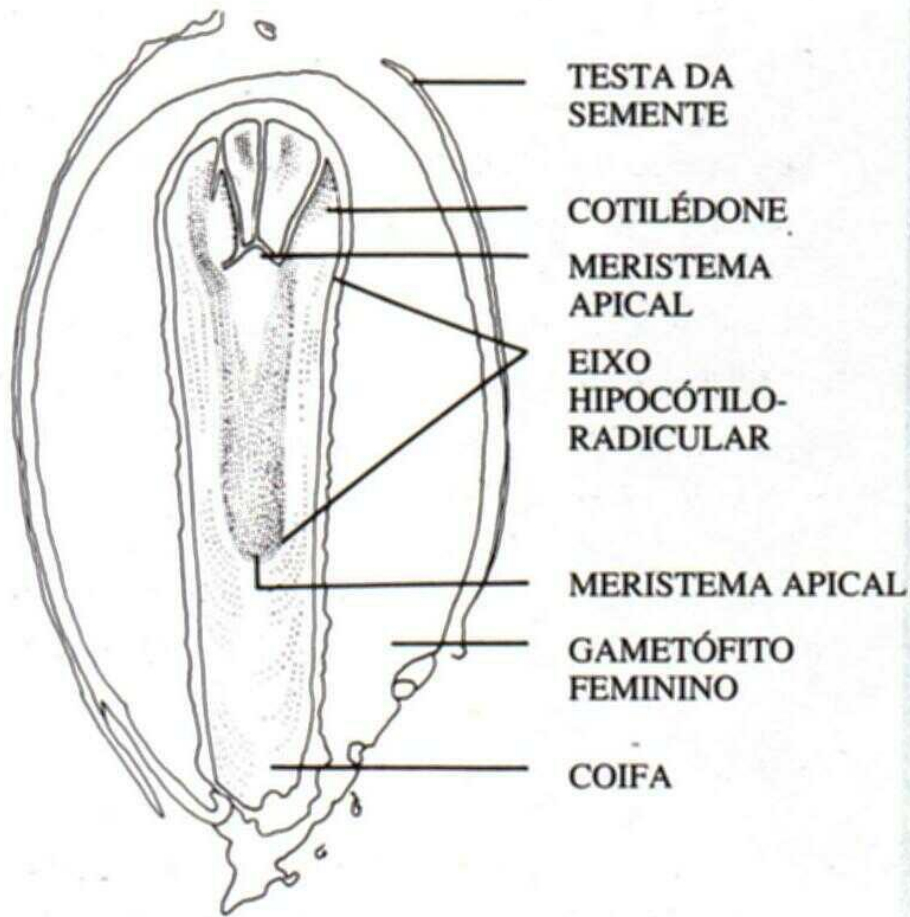 TESTA DA
SEMENTE
COTILÉDONE
MERISTEMA
APICAL
EIXO
HIPOCÓTILO-
RADICULAR
MERISTEMA APICAL
GAMETÓFITO
FEMININO
COIFA